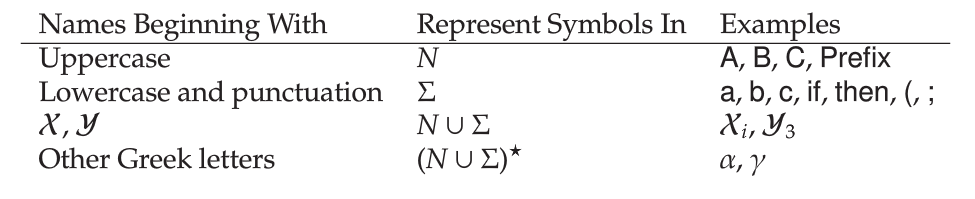 Names Beginning With Represent Symbols In Examples
Uppercase N A, B, C, Prefix
Lowercase and punctuation Σ a, b, c, if, then, (, ;
𝒳, 𝒴 N ∪ Σ 𝒳ᵢ, 𝒴₃
Other Greek letters (N ∪ Σ)* α, γ